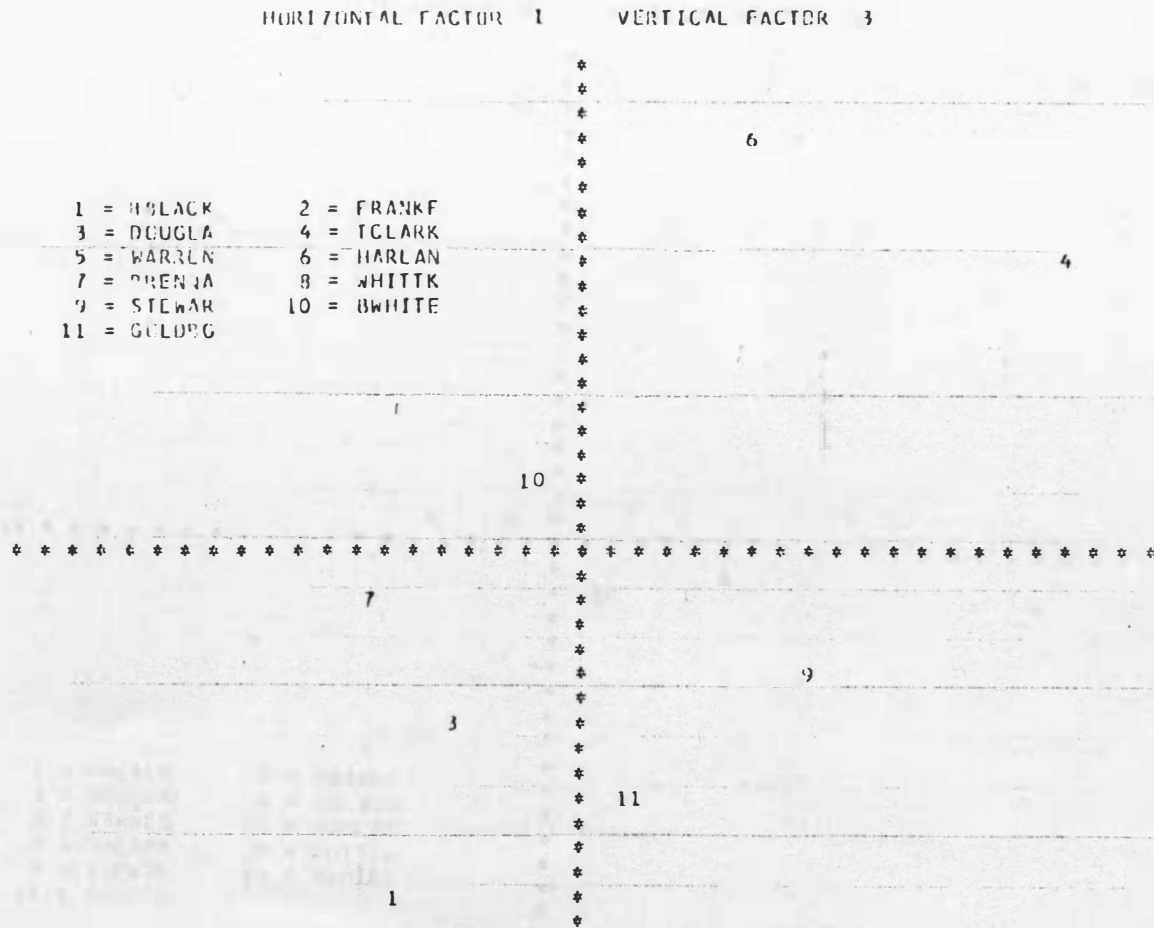 HORIZONTAL FACTOR 1 VERTICAL FACTOR 3
6
1 = HBLACK 2 = FRANKF
3 = DOUGLA 4 = TCLARK
5 = WARREN 6 = HARLAN
4
7 = BRENNA 8 = WHITTK
9 = STEWAR 10 = BWHITE
11 = GOLDBG
10
7
9
3
11
1